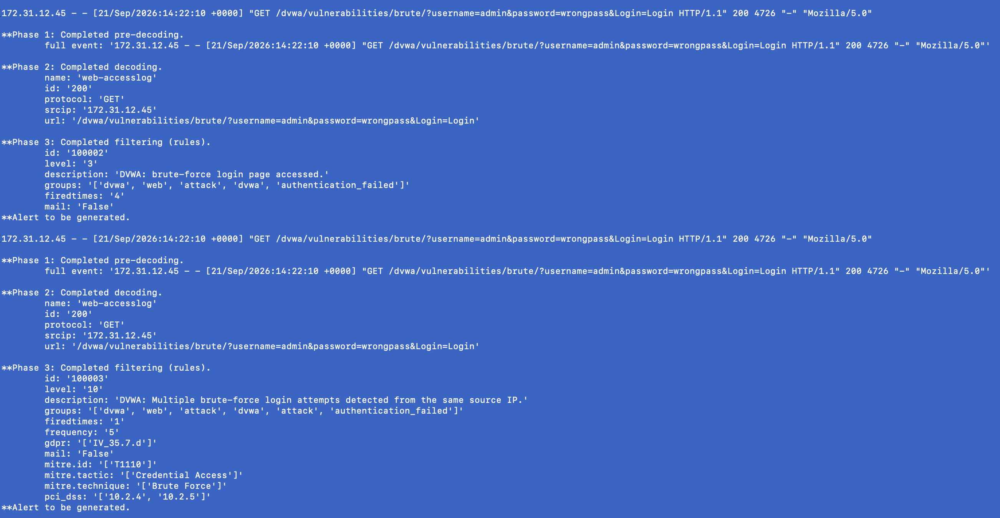 172.31.12.45 - - [21/Sep/2026:14:22:10 +0000] "GET /dvwa/vulnerabilities/brute/?username=admin&password=wrongpass&Login=Login HTTP/1.1" 200 4726 "-" "Mozilla/5.0"
**Phase 1: Completed pre-decoding.
full event: '172.31.12.45 - - [21/Sep/2026:14:22:10 +0000] "GET /dvwa/vulnerabilities/brute/?username=admin&password=wrongpass&Login=Login HTTP/1.1" 200 4726 "-" "Mozilla/5.0"'
**Phase 2: Completed decoding.
name: 'web-accesslog'
id: '200'
protocol: 'GET'
srcip: '172.31.12.45'
url: '/dvwa/vulnerabilities/brute/?username=admin&password=wrongpass&Login=Login'
**Phase 3: Completed filtering (rules).
id: '100002'
level: '3'
description: 'DVWA: brute-force login page accessed.'
groups: '['dvwa', 'web', 'attack', 'dvwa', 'authentication_failed']'
firedtimes: '4'
mail: 'False'
**Alert to be generated.
172.31.12.45 - - [21/Sep/2026:14:22:10 +0000] "GET /dvwa/vulnerabilities/brute/?username=admin&password=wrongpass&Login=Login HTTP/1.1" 200 4726 "-" "Mozilla/5.0"
**Phase 1: Completed pre-decoding.
full event: '172.31.12.45 - - [21/Sep/2026:14:22:10 +0000] "GET /dvwa/vulnerabilities/brute/?username=admin&password=wrongpass&Login=Login HTTP/1.1" 200 4726 "-" "Mozilla/5.0"'
**Phase 2: Completed decoding.
name: 'web-accesslog'
id: '200'
protocol: 'GET'
srcip: '172.31.12.45'
url: '/dvwa/vulnerabilities/brute/?username=admin&password=wrongpass&Login=Login'
**Phase 3: Completed filtering (rules).
id: '100003'
level: '10'
description: 'DVWA: Multiple brute-force login attempts detected from the same source IP.'
groups: '['dvwa', 'web', 'attack', 'dvwa', 'attack', 'authentication_failed']'
firedtimes: '1'
frequency: '5'
gdpr: '['IV_35.7.d']'
mail: 'False'
mitre.id: '['T1110']'
mitre.tactic: '['Credential Access']'
mitre.technique: '['Brute Force']'
pci_dss: '['10.2.4', '10.2.5']'
**Alert to be generated.